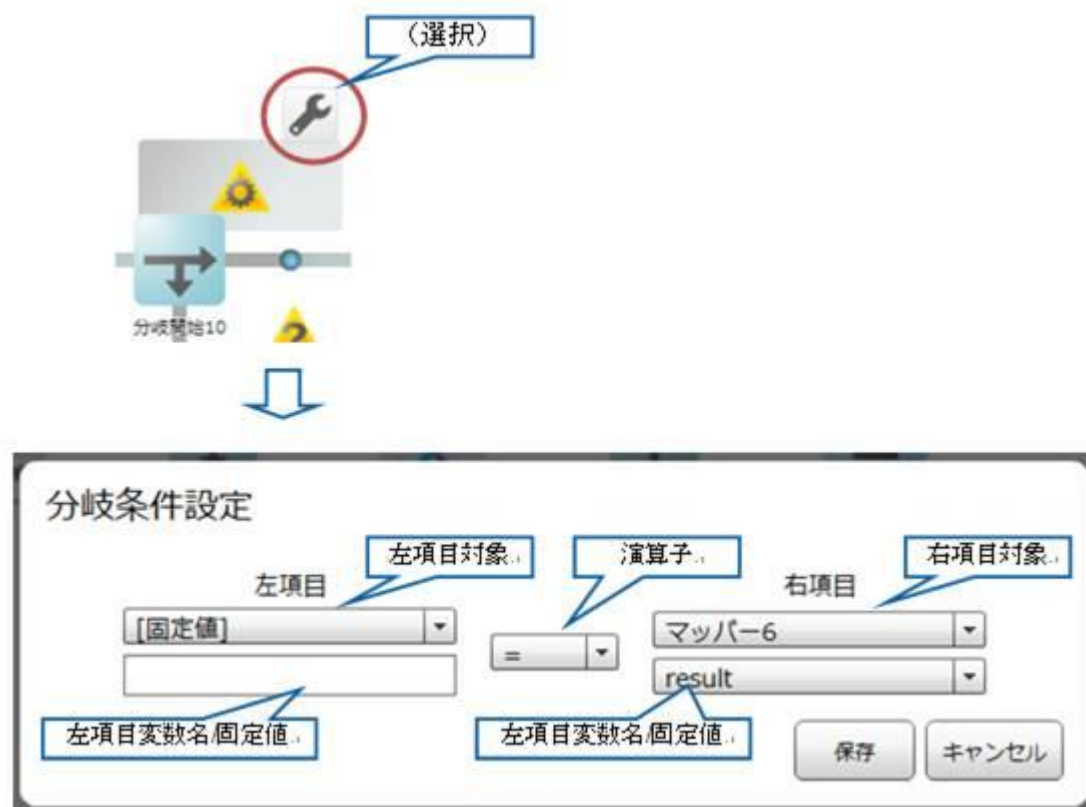 （選択）
分岐開始10
分岐条件設定
左項目対象
演算子
右項目対象
左項目
右項目
[固定値]
=
マッパー6
result
左項目変数名/固定値
左項目変数名/固定値
保存
キャンセル